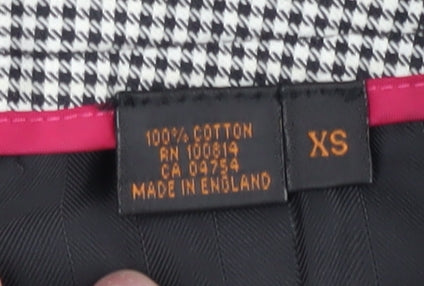 100% COTTON
RN 100814
CA 04754
MADE IN ENGLAND
XS